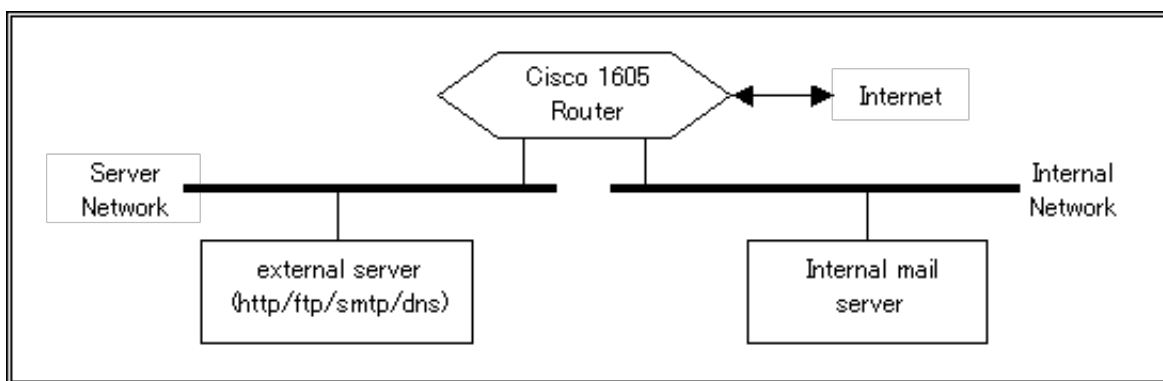 Cisco 1605
Router
Internet
Server
Network
Internal
Network
external server
(http/ftp/smtp/dns)
Internal mail
server